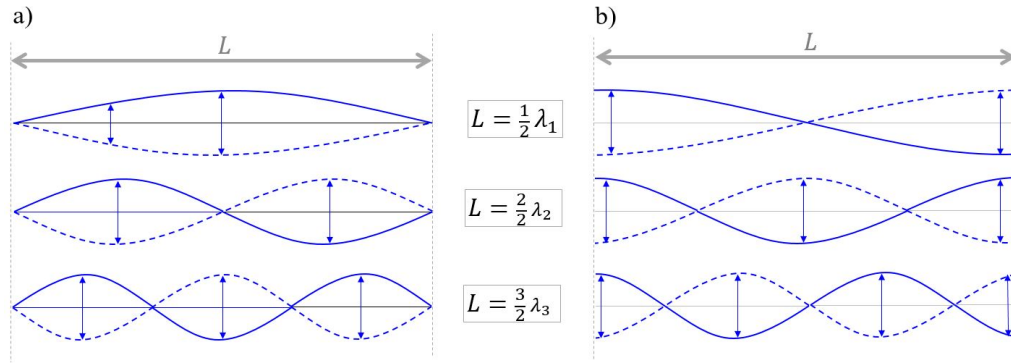 a)
b)
L
L
L = 1/2 λ₁
L = 2/2 λ₂
L = 3/2 λ₃